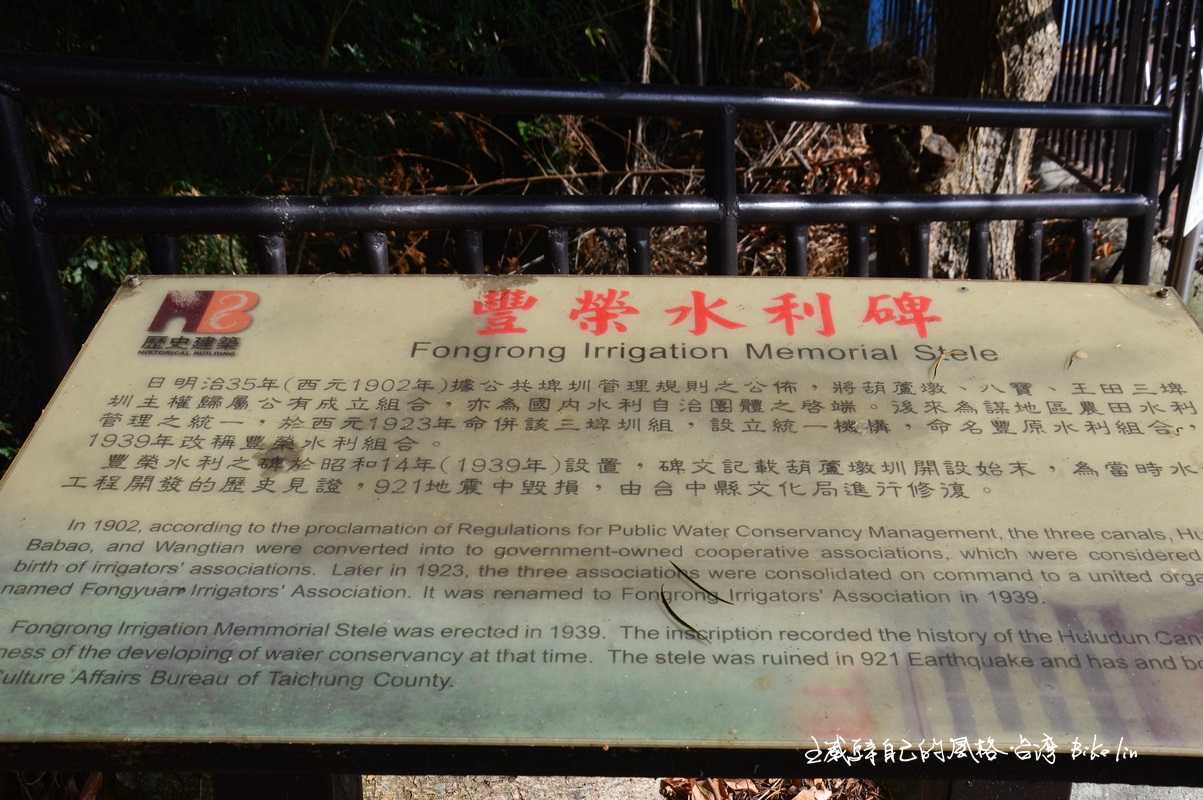 HB
歷史建築
HISTORICAL BUILDING
豐榮水利碑
Fongrong Irrigation Memorial Stele
日明治35年(西元1902年)據公共埤圳管理規則之公佈，將葫蘆墩、八寶、王田三埤
圳主權歸屬公有成立組合，亦為國內水利自治團體之啓端。後來為謀地區農田水利
管理之統一，於西元1923年命併該三埤圳組，設立統一機構，命名豐原水利組合，
1939年改稱豐榮水利組合。
豐榮水利之碑於昭和14年(1939年)設置，碑文記載葫蘆墩圳開設始末，為當時水
工程開發的歷史見證，921地震中毀損，由台中縣文化局進行修復。
In 1902, according to the proclamation of Regulations for Public Water Conservancy Management, the three canals, Hu
Babao, and Wangtian were converted into to government-owned cooperative associations, which were considered
birth of irrigators' associations. Later in 1923, the three associations were consolidated on command to a united orga
named Fongyuan Irrigators' Association. It was renamed to Fongrong Irrigators' Association in 1939.
Fongrong Irrigation Memmorial Stele was erected in 1939. The inscription recorded the history of the Huludun Can
ness of the developing of water conservancy at that time. The stele was ruined in 921 Earthquake and has and be
Culture Affairs Bureau of Taichung County.
自己的風格 台湾 Bike lin